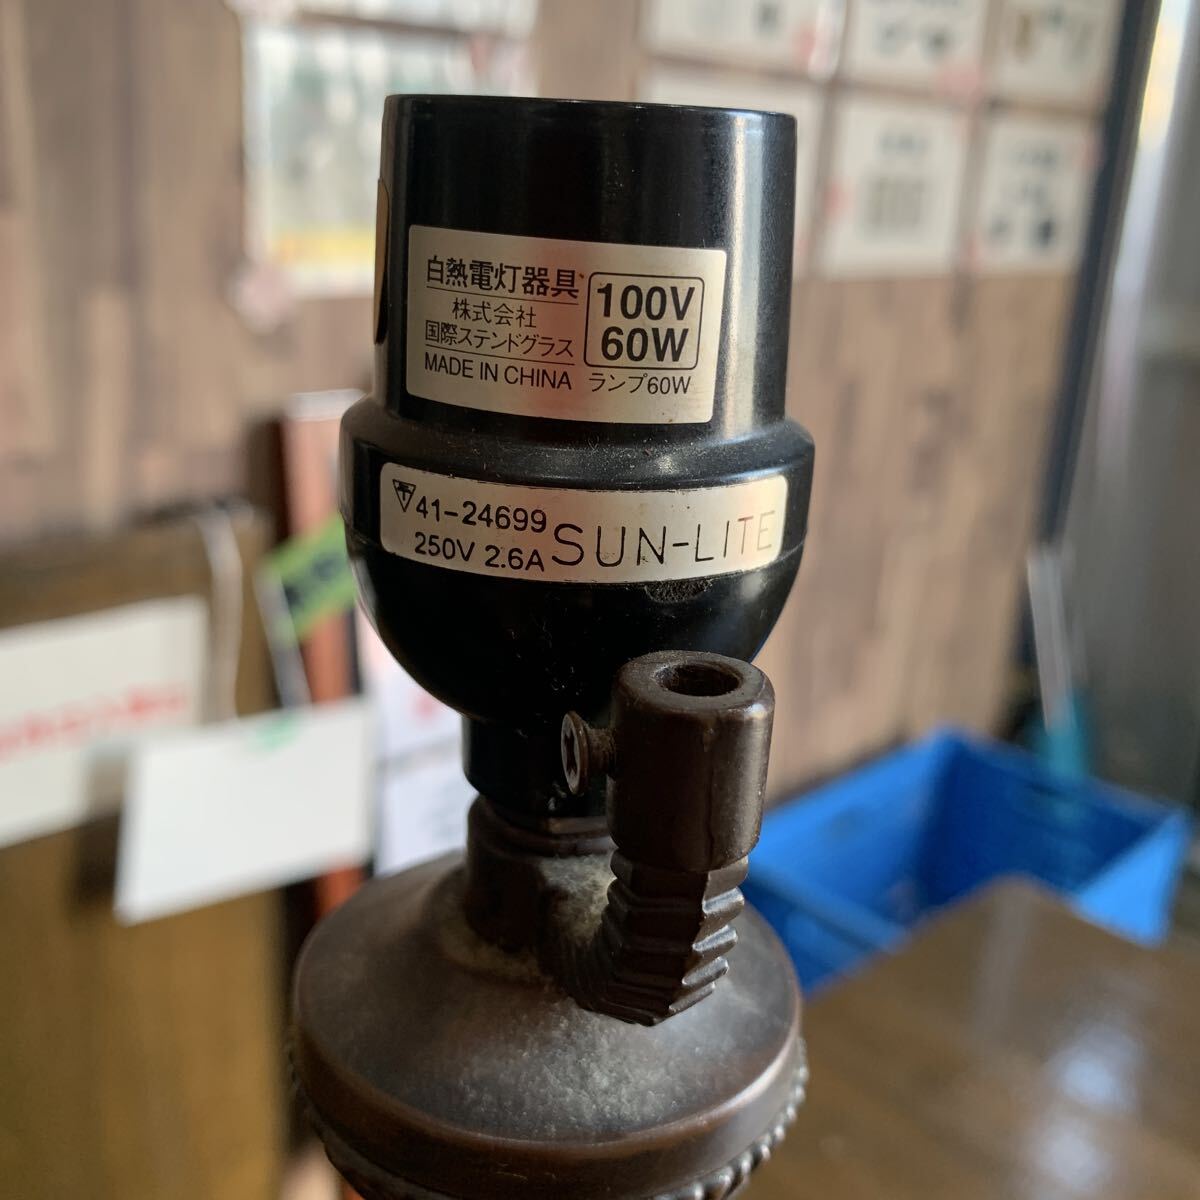 白熱電灯器具
株式会社
国際ステンドグラス
MADE IN CHINA
100V
60W
ランプ60W
〒41-24699
250V 2.6A
SUN-LITE